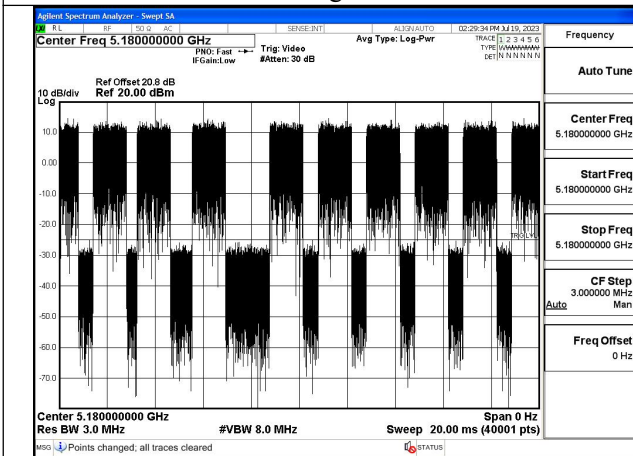 Agilent Spectrum Analyzer - Swept SA
RL RF 50 Ω AC SENSE:INT ALIGNAUTO 02:29:34 PM Jul 19, 2023
Center Freq 5.180000000 GHz
PNO: Fast
IFGain:Low
Trig: Video
#Atten: 30 dB
Avg Type: Log-Pwr
TRACE 1 2 3 4 5 6
TYPE
DET N N N N N N
Ref Offset 20.8 dB
10 dB/div Ref 20.00 dBm
Log
10.0
0.00
-10.0
-20.0
TRIG LVL
-30.0
-40.0
-50.0
-60.0
-70.0
Center 5.180000000 GHz Span 0 Hz
Res BW 3.0 MHz #VBW 8.0 MHz Sweep 20.00 ms (40001 pts)
MSG Points changed; all traces cleared STATUS
Frequency
Auto Tune
Center Freq
5.180000000 GHz
Start Freq
5.180000000 GHz
Stop Freq
5.180000000 GHz
CF Step
3.000000 MHz
Auto Man
Freq Offset
0 Hz